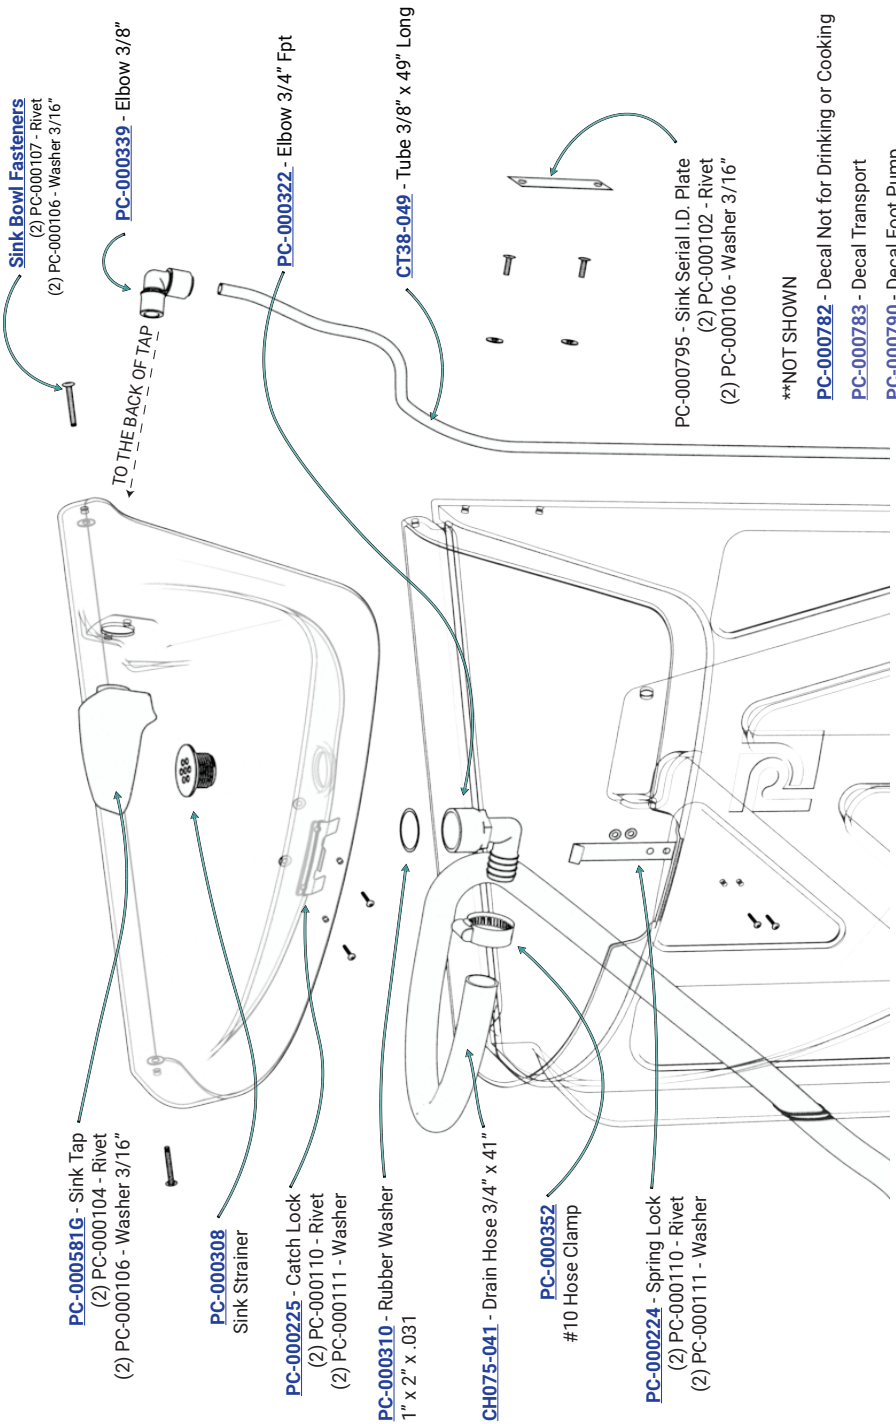 Sink Bowl Fasteners
(2) PC-000107 - Rivet
(2) PC-000106 - Washer 3/16”
PC-000339 - Elbow 3/8”
TO THE BACK OF TAP
PC-000322 - Elbow 3/4” Fpt
CT38-049 - Tube 3/8” x 49” Long
PC-000581G - Sink Tap
(2) PC-000104 - Rivet
(2) PC-000106 - Washer 3/16”
PC-000308
Sink Strainer
PC-000225 - Catch Lock
(2) PC-000110 - Rivet
(2) PC-000111 - Washer
PC-000310 - Rubber Washer
1” x 2” x .031
CH075-041 - Drain Hose 3/4” x 41”
PC-000352
#10 Hose Clamp
PC-000224 - Spring Lock
(2) PC-000110 - Rivet
(2) PC-000111 - Washer
PC-000795 - Sink Serial I.D. Plate
(2) PC-000102 - Rivet
(2) PC-000106 - Washer 3/16”
**NOT SHOWN
PC-000782 - Decal Not for Drinking or Cooking
PC-000783 - Decal Transport
PC-000790 - Decal Foot Pump